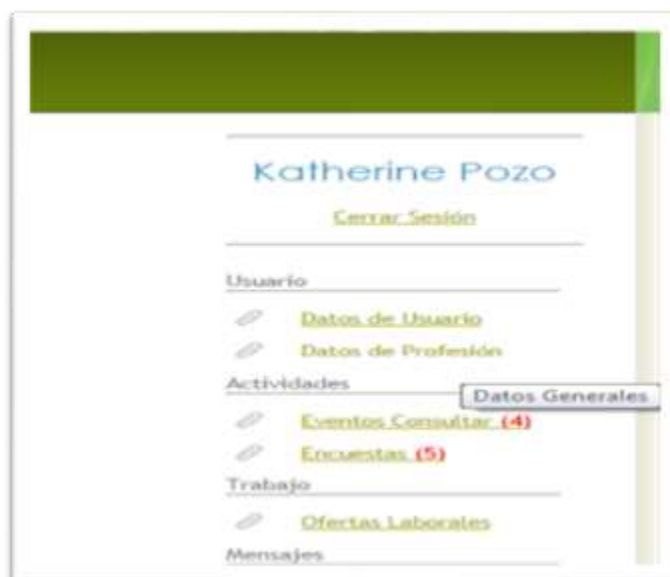 Katherine Pozo
Cerrar Sesión
Usuario
Datos de Usuario
Datos de Profesión
Actividades
Datos Generales
Eventos Consultar (4)
Encuestas (5)
Trabajo
Ofertas Laborales
Mensajes